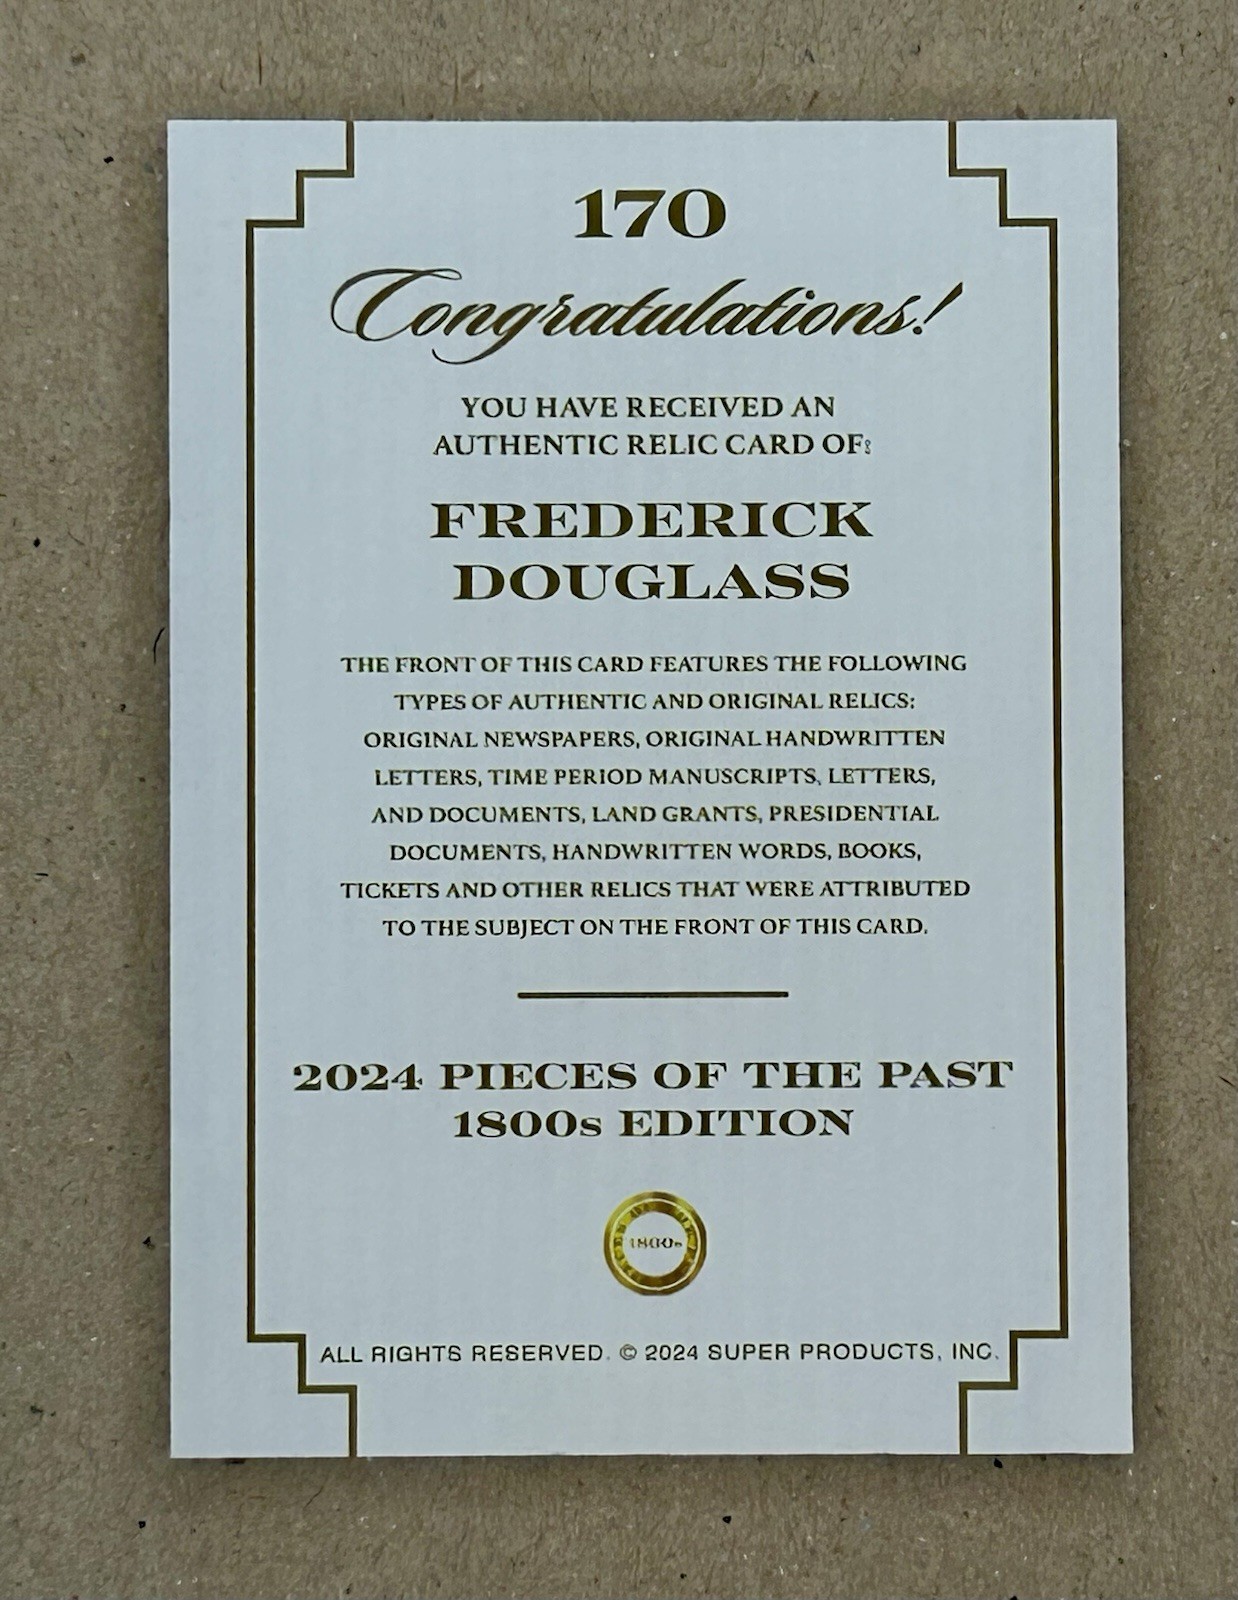 170
Congratulations!
YOU HAVE RECEIVED AN
AUTHENTIC RELIC CARD OF:
FREDERICK
DOUGLASS
THE FRONT OF THIS CARD FEATURES THE FOLLOWING
TYPES OF AUTHENTIC AND ORIGINAL RELICS:
ORIGINAL NEWSPAPERS, ORIGINAL HANDWRITTEN
LETTERS, TIME PERIOD MANUSCRIPTS, LETTERS,
AND DOCUMENTS, LAND GRANTS, PRESIDENTIAL
DOCUMENTS, HANDWRITTEN WORDS, BOOKS,
TICKETS AND OTHER RELICS THAT WERE ATTRIBUTED
TO THE SUBJECT ON THE FRONT OF THIS CARD.
2024 PIECES OF THE PAST
1800s EDITION
1800s
ALL RIGHTS RESERVED. © 2024 SUPER PRODUCTS, INC.